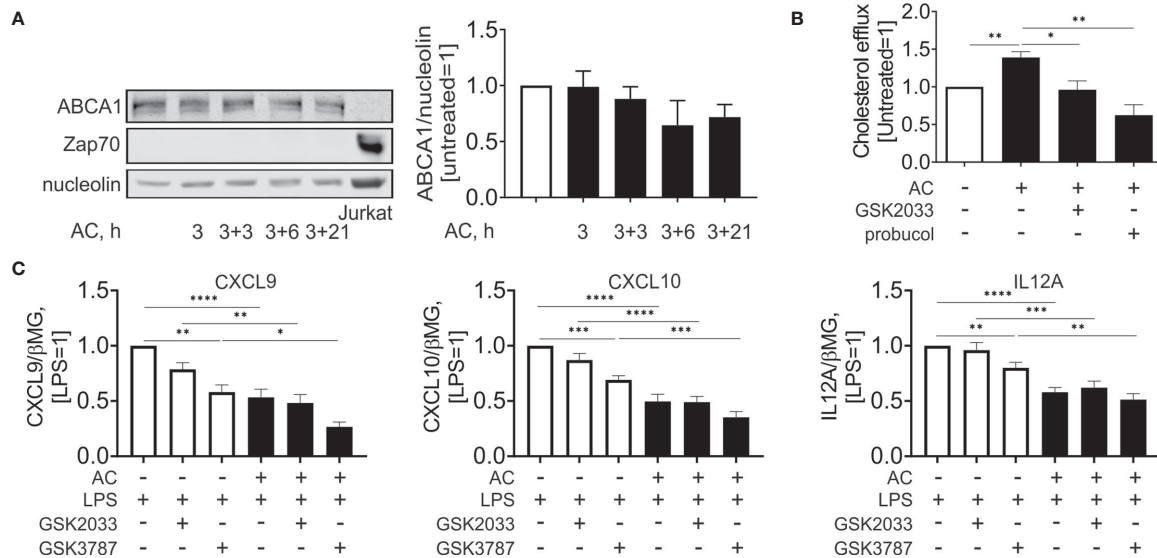 A
ABCA1
Zap70
nucleolin
Jurkat
AC, h 3 3+3 3+6 3+21
ABCA1/nucleolin
[untreated=1]
1.5
1.0
0.5
0.0
AC, h 3 3+3 3+6 3+21
B
Cholesterol efflux
[Untreated=1]
2.0
1.5
1.0
0.5
0.0
** * **
AC - + + +
GSK2033 - - + -
probucol - - - +
C
CXCL9
CXCL9/βMG,
[LPS=1]
1.5
1.0
0.5
0.0
****
**
** *
AC - - - + + +
LPS + + + + + +
GSK2033 - + - - + -
GSK3787 - - + - - +
CXCL10
CXCL10/βMG,
[LPS=1]
1.5
1.0
0.5
0.0
****
****
*** ***
AC - - - + + +
LPS + + + + + +
GSK2033 - + - - + -
GSK3787 - - + - - +
IL12A
IL12A/βMG,
[LPS=1]
1.5
1.0
0.5
0.0
****
***
** **
AC - - - + + +
LPS + + + + + +
GSK2033 - + - - + -
GSK3787 - - + - - +